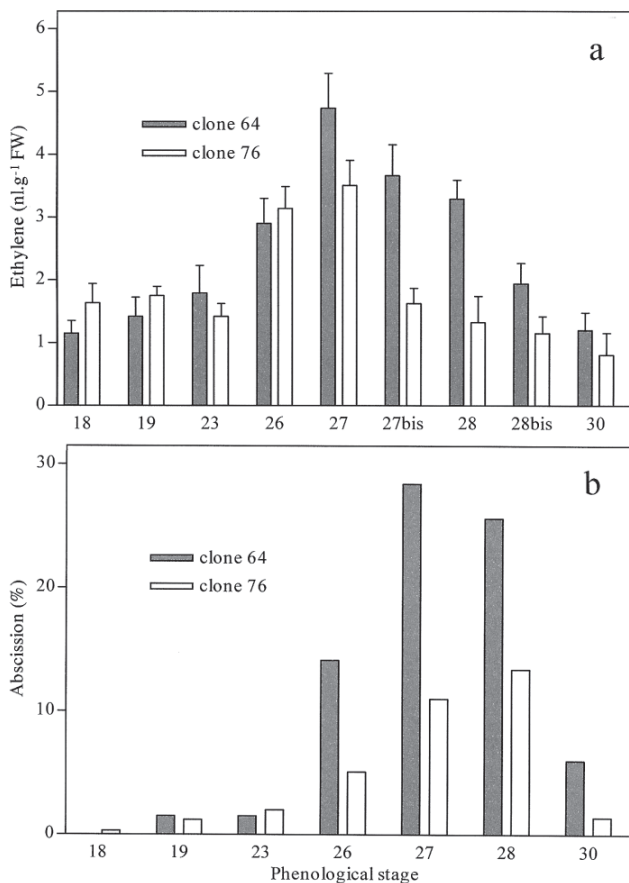 6
a
5
clone 64
clone 76
4
3
2
1
0
Ethylene (nl.g⁻¹ FW)
18 19 23 26 27 27bis 28 28bis 30
30
b
clone 64
clone 76
20
10
0
Abscission (%)
18 19 23 26 27 28 30
Phenological stage